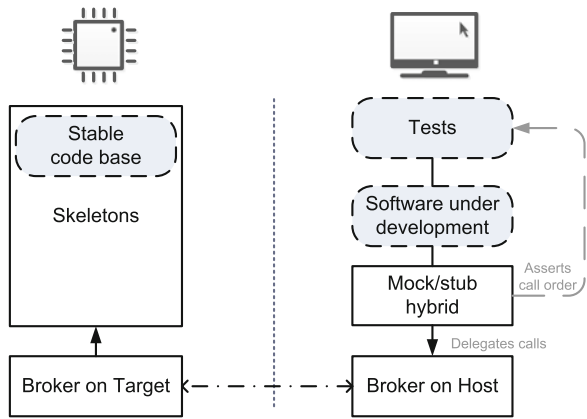 Stable
code base
Skeletons
Broker on Target
Tests
Software under
development
Mock/stub
hybrid
Asserts
call order
Delegates calls
Broker on Host